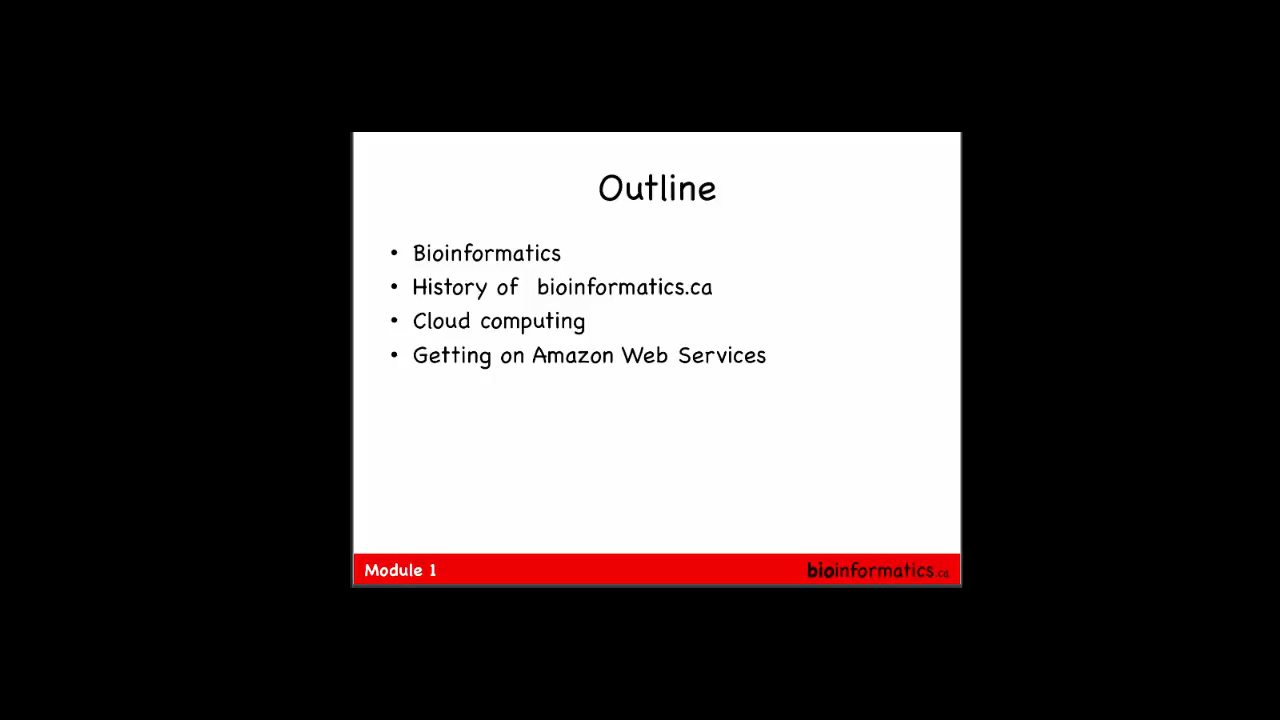 Outline
• Bioinformatics
• History of bioinformatics.ca
• Cloud computing
• Getting on Amazon Web Services
Module 1
bioinformatics.ca